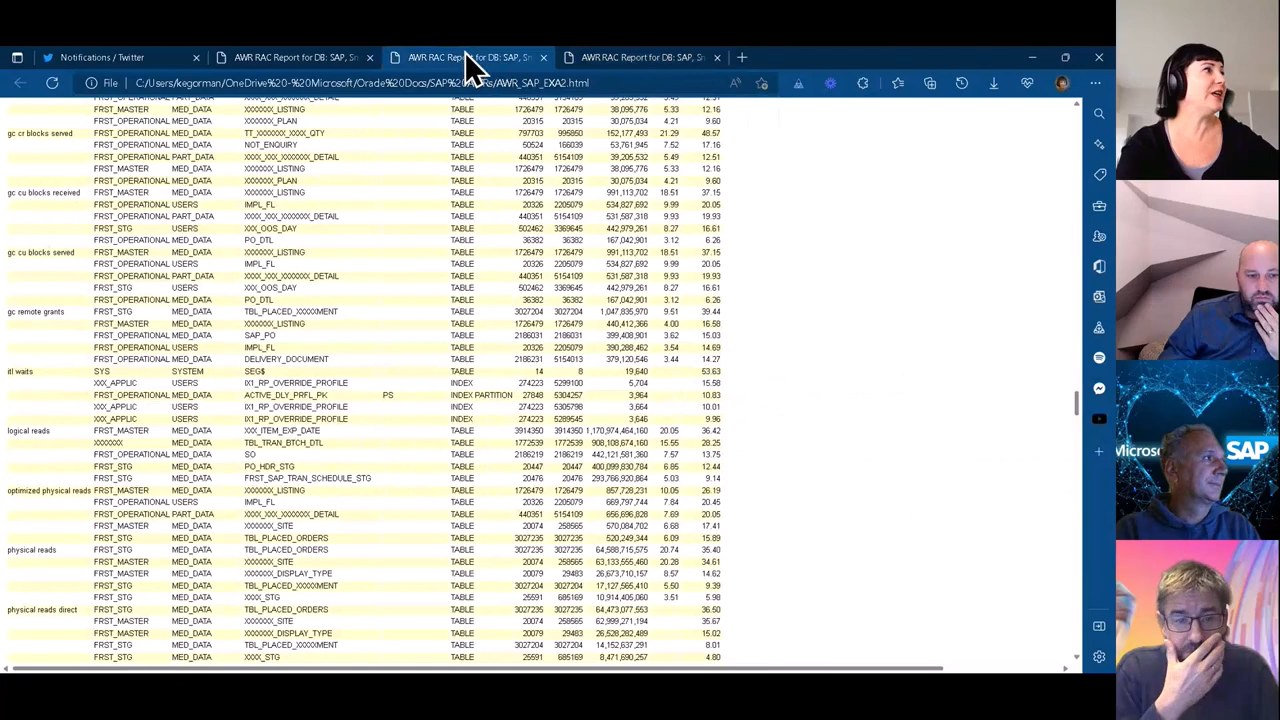 Notifications / Twitter
AWR RAC Report for DB: SAP, Sn
AWR RAC Rep for DB: SAP, Sn
AWR RAC Report for DB: SAP, Sn
File C:/Users/kegorman/OneDrive%20-%20Microsoft/Oracle%20Docs/SAP%20 Rs/AWR_SAP_EXA2.html
FRST_MASTER MED_DATA XXXXXXX_LISTING TABLE 1726479 1726479 38,095,776 5.33 12.16
FRST_OPERATIONAL MED_DATA XXXXXXX_PLAN TABLE 20315 20315 30,075,034 4.21 9.60
gc cr blocks served FRST_OPERATIONAL MED_DATA TT_XXXXXXX_XXXX_QTY TABLE 797703 995850 152,177,493 21.29 48.57
FRST_OPERATIONAL MED_DATA NOT_ENQUIRY TABLE 50524 166039 53,761,945 7.52 17.16
FRST_OPERATIONAL PART_DATA XXXX_XXX_XXXXXXX_DETAIL TABLE 440351 5154109 39,205,532 5.49 12.51
FRST_MASTER MED_DATA XXXXXXX_LISTING TABLE 1726479 1726479 38,095,776 5.33 12.16
FRST_OPERATIONAL MED_DATA XXXXXXX_PLAN TABLE 20315 20315 30,075,034 4.21 9.60
gc cu blocks received FRST_MASTER MED_DATA XXXXXXX_LISTING TABLE 1726479 1726479 991,113,702 18.51 37.15
FRST_OPERATIONAL USERS IMPL_FL TABLE 20326 2205079 534,827,692 9.99 20.05
FRST_OPERATIONAL PART_DATA XXXX_XXX_XXXXXXX_DETAIL TABLE 440351 5154109 531,587,318 9.93 19.93
FRST_STG USERS XXX_OOS_DAY TABLE 502462 3369645 442,979,261 8.27 16.61
FRST_OPERATIONAL MED_DATA PO_DTL TABLE 36382 36382 167,042,901 3.12 6.26
gc cu blocks served FRST_MASTER MED_DATA XXXXXXX_LISTING TABLE 1726479 1726479 991,113,702 18.51 37.15
FRST_OPERATIONAL USERS IMPL_FL TABLE 20326 2205079 534,827,692 9.99 20.05
FRST_OPERATIONAL PART_DATA XXXX_XXX_XXXXXXX_DETAIL TABLE 440351 5154109 531,587,318 9.93 19.93
FRST_STG USERS XXX_OOS_DAY TABLE 502462 3369645 442,979,261 8.27 16.61
FRST_OPERATIONAL MED_DATA PO_DTL TABLE 36382 36382 167,042,901 3.12 6.26
gc remote grants FRST_STG MED_DATA TBL_PLACED_XXXXXMENT TABLE 3027204 3027204 1,047,835,970 9.51 39.44
FRST_MASTER MED_DATA XXXXXXX_LISTING TABLE 1726479 1726479 440,412,366 4.00 16.58
FRST_OPERATIONAL MED_DATA SAP_PO TABLE 2186031 2186031 399,408,901 3.62 15.03
FRST_OPERATIONAL USERS IMPL_FL TABLE 20326 2205079 390,288,462 3.54 14.69
FRST_OPERATIONAL MED_DATA DELIVERY_DOCUMENT TABLE 2186231 5154013 379,120,546 3.44 14.27
itl waits SYS SYSTEM SEG$ TABLE 14 8 19,640 53.63
XXX_APPLIC USERS IX1_RP_OVERRIDE_PROFILE INDEX 274223 5299100 5,704 15.58
FRST_OPERATIONAL MED_DATA ACTIVE_DLY_PRFL_PK PS INDEX PARTITION 27848 5304257 3,964 10.83
XXX_APPLIC USERS IX1_RP_OVERRIDE_PROFILE INDEX 274223 5305798 3,664 10.01
XXX_APPLIC USERS IX1_RP_OVERRIDE_PROFILE INDEX 274223 5289545 3,646 9.96
logical reads FRST_MASTER MED_DATA XXX_ITEM_EXP_DATE TABLE 3914350 3914350 1,170,974,464,160 20.05 36.42
XXXXXXX MED_DATA TBL_TRAN_BTCH_DTL TABLE 1772539 1772539 908,108,674,160 15.55 28.25
FRST_OPERATIONAL MED_DATA SO TABLE 2186219 2186219 442,121,581,360 7.57 13.75
FRST_STG MED_DATA PO_HDR_STG TABLE 20447 20447 400,099,830,784 6.85 12.44
FRST_STG MED_DATA FRST_SAP_TRAN_SCHEDULE_STG TABLE 20476 20476 293,766,920,864 5.03 9.14
optimized physical reads FRST_MASTER MED_DATA XXXXXXX_LISTING TABLE 1726479 1726479 857,728,231 10.05 26.19
FRST_OPERATIONAL USERS IMPL_FL TABLE 20326 2205079 669,797,744 7.84 20.45
FRST_OPERATIONAL PART_DATA XXXX_XXX_XXXXXXX_DETAIL TABLE 440351 5154109 656,696,828 7.69 20.05
FRST_MASTER MED_DATA XXXXXXX_SITE TABLE 20074 258565 570,084,702 6.68 17.41
FRST_STG MED_DATA TBL_PLACED_ORDERS TABLE 3027235 3027235 520,249,344 6.09 15.89
physical reads FRST_STG MED_DATA TBL_PLACED_ORDERS TABLE 3027235 3027235 64,588,715,575 20.74 35.40
FRST_MASTER MED_DATA XXXXXXX_SITE TABLE 20074 258565 63,133,555,460 20.28 34.61
FRST_MASTER MED_DATA XXXXXXX_DISPLAY_TYPE TABLE 20079 29483 26,673,710,157 8.57 14.62
FRST_STG MED_DATA TBL_PLACED_XXXXXMENT TABLE 3027204 3027204 17,127,565,410 5.50 9.39
FRST_STG MED_DATA XXXX_STG TABLE 25591 685169 10,914,405,060 3.51 5.98
physical reads direct FRST_STG MED_DATA TBL_PLACED_ORDERS TABLE 3027235 3027235 64,473,077,553 36.50
FRST_MASTER MED_DATA XXXXXXX_SITE TABLE 20074 258565 62,999,271,194 35.67
FRST_MASTER MED_DATA XXXXXXX_DISPLAY_TYPE TABLE 20079 29483 26,528,282,489 15.02
FRST_STG MED_DATA TBL_PLACED_XXXXXMENT TABLE 3027204 3027204 14,152,637,311 8.01
FRST_STG MED_DATA XXXX_STG TABLE 25591 685169 8,471,690,257 4.80
Micros SAP